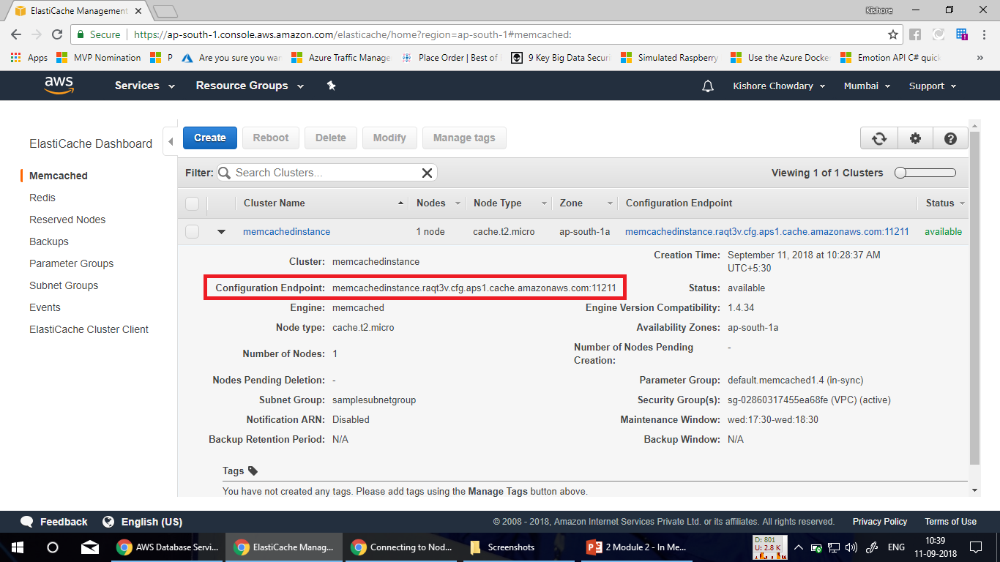 ElastiCache Management
Kishore
Secure https://ap-south-1.console.aws.amazon.com/elasticache/home?region=ap-south-1#memcached:
Apps MVP Nomination P Are you sure you wan Azure Traffic Manage Place Order | Best of 9 Key Big Data Securi Simulated Raspberry Use the Azure Docke Emotion API C# quick »
aws Services Resource Groups Kishore Chowdary Mumbai Support
ElastiCache Dashboard
Memcached
Redis
Reserved Nodes
Backups
Parameter Groups
Subnet Groups
Events
ElastiCache Cluster Client
Create Reboot Delete Modify Manage tags
Filter: Search Clusters... Viewing 1 of 1 Clusters
Cluster Name Nodes Node Type Zone Configuration Endpoint Status
memcachedinstance 1 node cache.t2.micro ap-south-1a memcachedinstance.raqt3v.cfg.aps1.cache.amazonaws.com:11211 available
Cluster: memcachedinstance
Configuration Endpoint: memcachedinstance.raqt3v.cfg.aps1.cache.amazonaws.com:11211
Engine: memcached
Node type: cache.t2.micro
Number of Nodes: 1
Nodes Pending Deletion: -
Subnet Group: samplesubnetgroup
Notification ARN: Disabled
Backup Retention Period: N/A
Creation Time: September 11, 2018 at 10:28:37 AM
UTC+5:30
Status: available
Engine Version Compatibility: 1.4.34
Availability Zones: ap-south-1a
Number of Nodes Pending -
Creation:
Parameter Group: default.memcached1.4 (in-sync)
Security Group(s): sg-02860317455ea68fe (VPC) (active)
Maintenance Window: wed:17:30-wed:18:30
Backup Window: N/A
Tags
You have not created any tags. Please add tags using the Manage Tags button above.
Feedback English (US) © 2008 - 2018, Amazon Internet Services Private Ltd. or its affiliates. All rights reserved. Privacy Policy Terms of Use
AWS Database Servi... ElastiCache Manag... Connecting to Nod... Screenshots 2 Module 2 - In Me...
D: 801
U: 2.8 K
ENG
10:39
11-09-2018